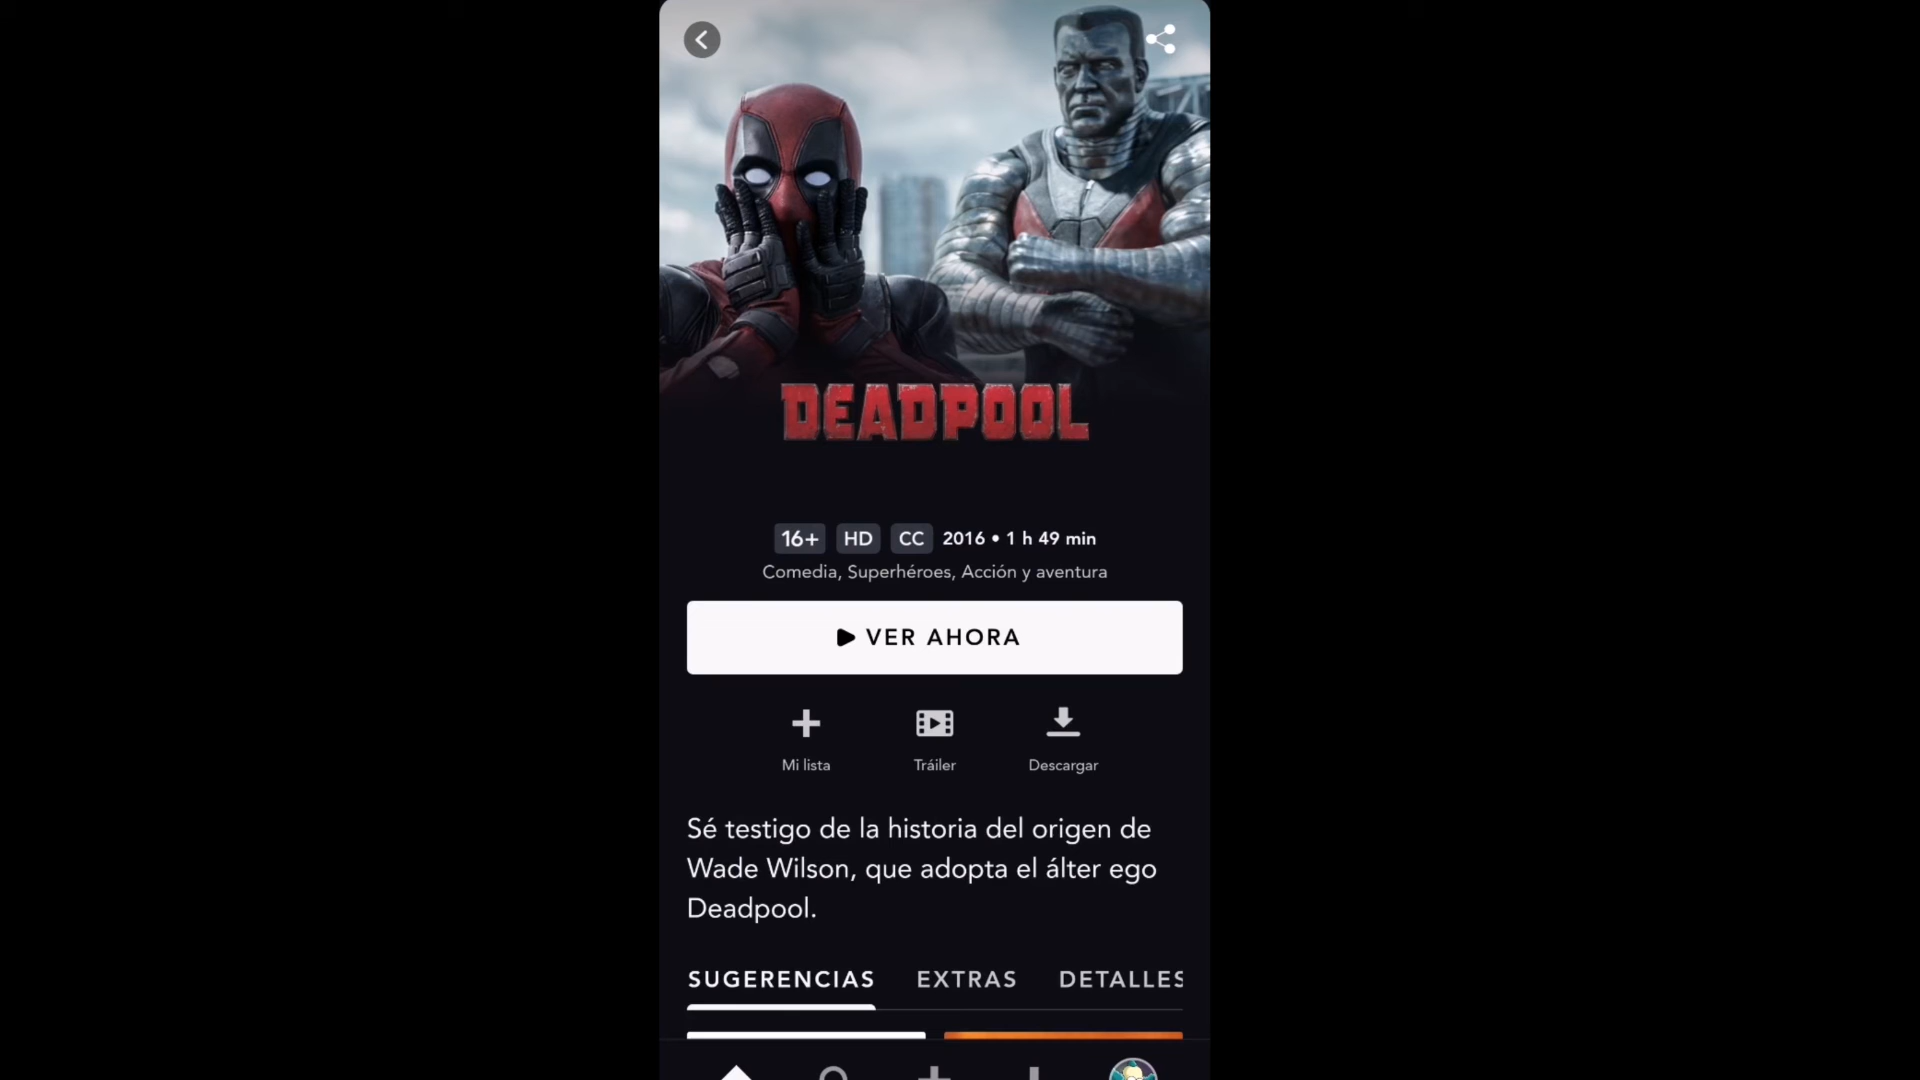 DEADPOOL
16+ HD CC 2016 • 1 h 49 min
Comedia, Superhéroes, Acción y aventura
VER AHORA
Mi lista Tráiler Descargar
Sé testigo de la historia del origen de
Wade Wilson, que adopta el álter ego
Deadpool.
SUGERENCIAS EXTRAS DETALLES